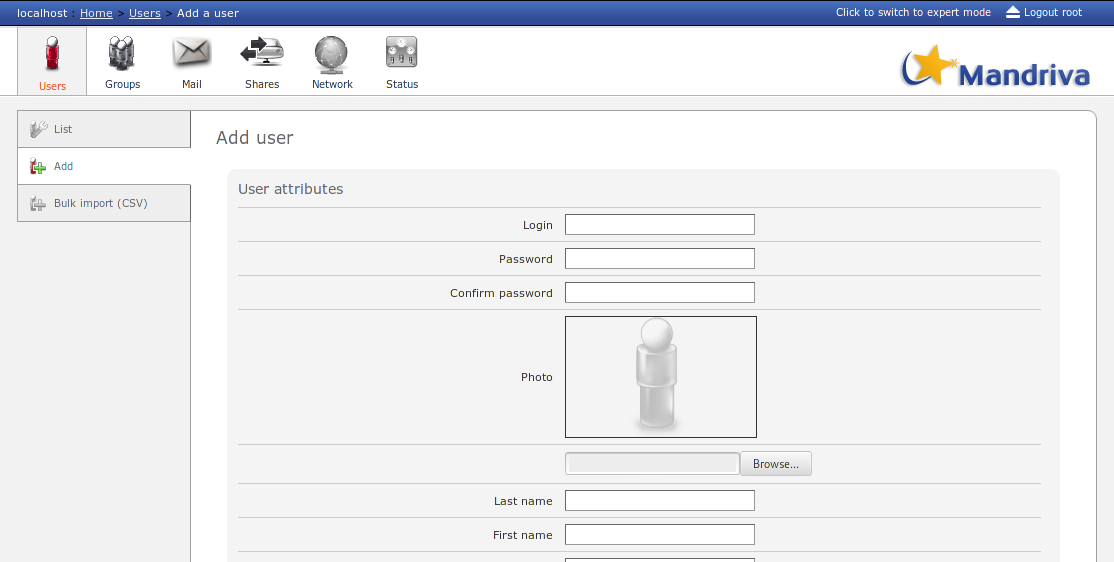 localhost : Home > Users > Add a user
Click to switch to expert mode Logout root
Users Groups Mail Shares Network Status
Mandriva
List
Add
Bulk import (CSV)
Add user
User attributes
Login
Password
Confirm password
Photo
Browse...
Last name
First name